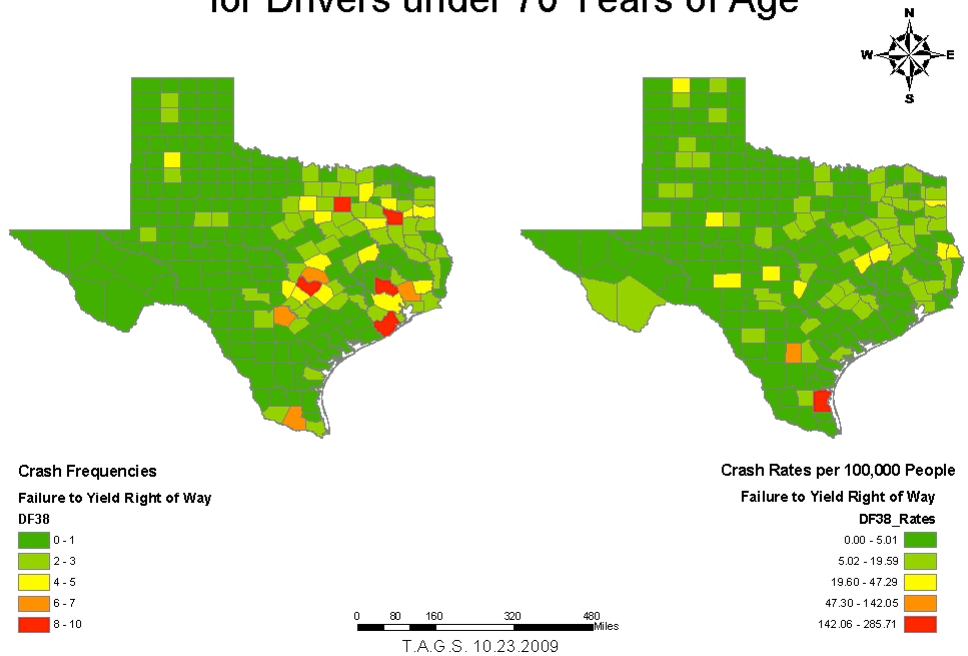 for Drivers under 70 Years of Age
N
W E
S
Crash Frequencies
Failure to Yield Right of Way
DF38
0 - 1
2 - 3
4 - 5
6 - 7
8 - 10
Crash Rates per 100,000 People
Failure to Yield Right of Way
DF38_Rates
0.00 - 5.01
5.02 - 19.59
19.60 - 47.29
47.30 - 142.05
142.06 - 285.71
0 80 160 320 480
Miles
T.A.G.S. 10.23.2009